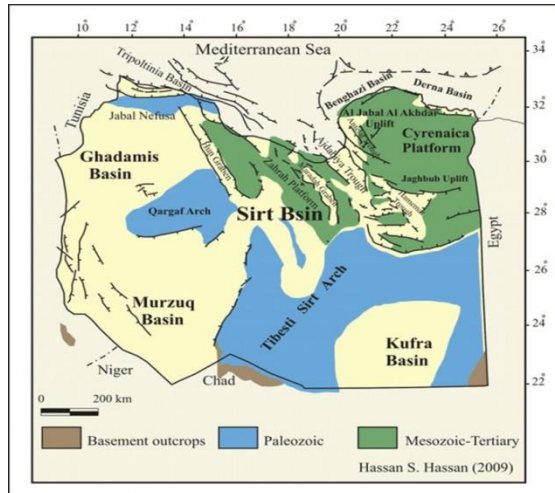 10° 12 14 16 18 20 22 24 26°
Mediterranean Sea
34°
32°
30°
28°
26°
24°
22°
Tripoltinia Basin
Benghazi Basin
Derna Basin
Tunisia
Jabal Nefusa
Al Jabal Al Akhdar
Uplift
Cyrenaica
Platform
Ghadamis
Basin
Hun Graben
Zahrah Platform
Ajdabiya Trough
Jaghbub Uplift
Qargaf Arch
Sirt Bsin
Egypt
Murzuq
Basin
Tibesti Sirt Arch
Kufra
Basin
Niger
Chad
0 200 km
Basement outcrops
Paleozoic
Mesozoic-Tertiary
Hassan S. Hassan (2009)